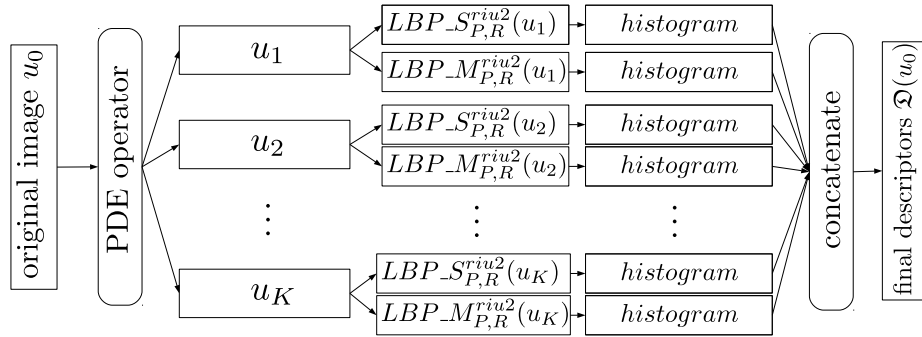 original image u_0
PDE operator
u_1
u_2
⋮
u_K
LBP_S^{riu2}_{P,R}(u_1)
LBP_M^{riu2}_{P,R}(u_1)
LBP_S^{riu2}_{P,R}(u_2)
LBP_M^{riu2}_{P,R}(u_2)
⋮
LBP_S^{riu2}_{P,R}(u_K)
LBP_M^{riu2}_{P,R}(u_K)
histogram
histogram
histogram
histogram
⋮
histogram
histogram
concatenate
final descriptors 𝔇(u_0)